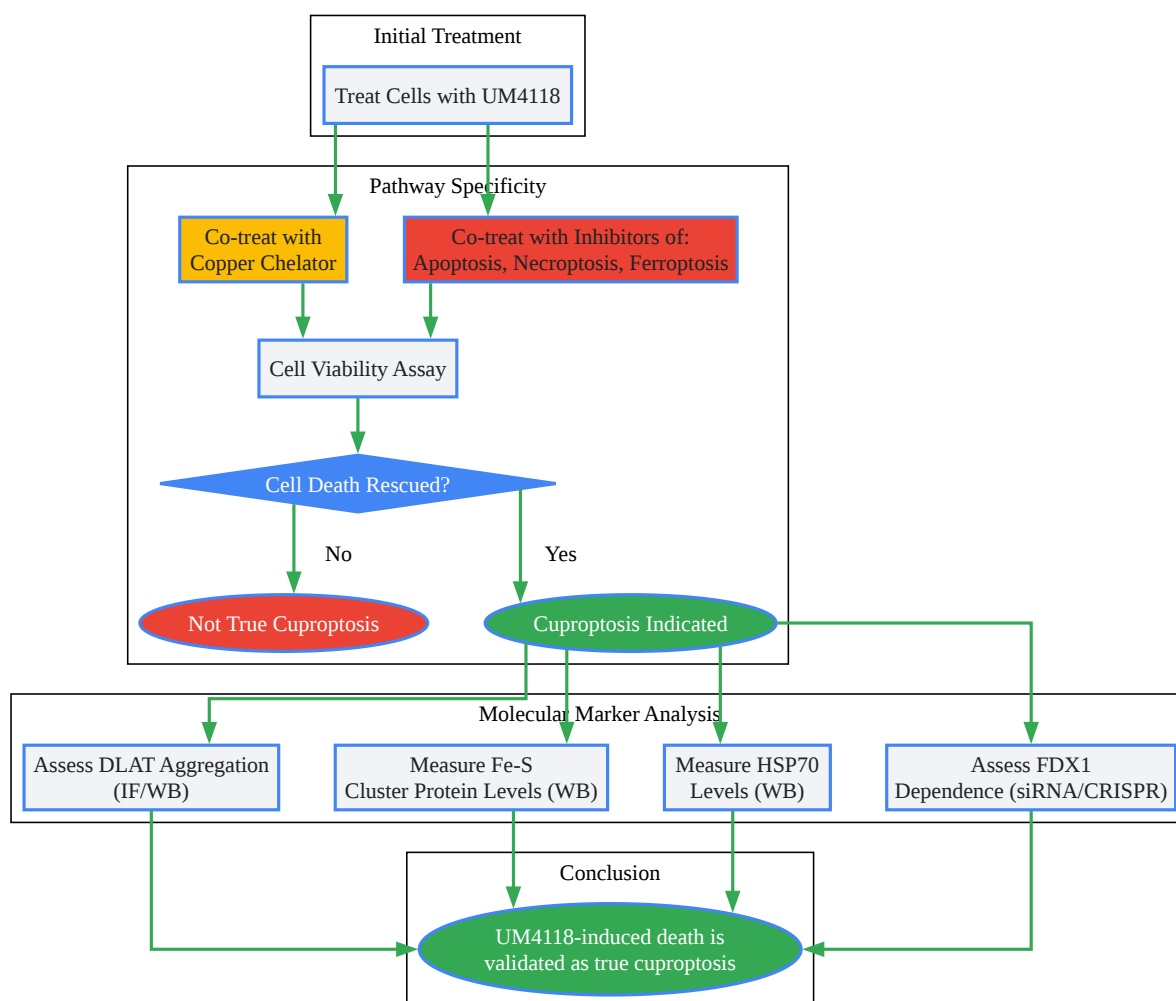 Initial Treatment
Treat Cells with UM4118
Pathway Specificity
Co-treat with
Copper Chelator
Co-treat with Inhibitors of:
Apoptosis, Necroptosis, Ferroptosis
Cell Viability Assay
Cell Death Rescued?
No
Yes
Not True Cuproptosis
Cuproptosis Indicated
Molecular Marker Analysis
Assess DLAT Aggregation
(IF/WB)
Measure Fe-S
Cluster Protein Levels (WB)
Measure HSP70
Levels (WB)
Assess FDX1
Dependence (siRNA/CRISPR)
Conclusion
UM4118-induced death is
validated as true cuproptosis